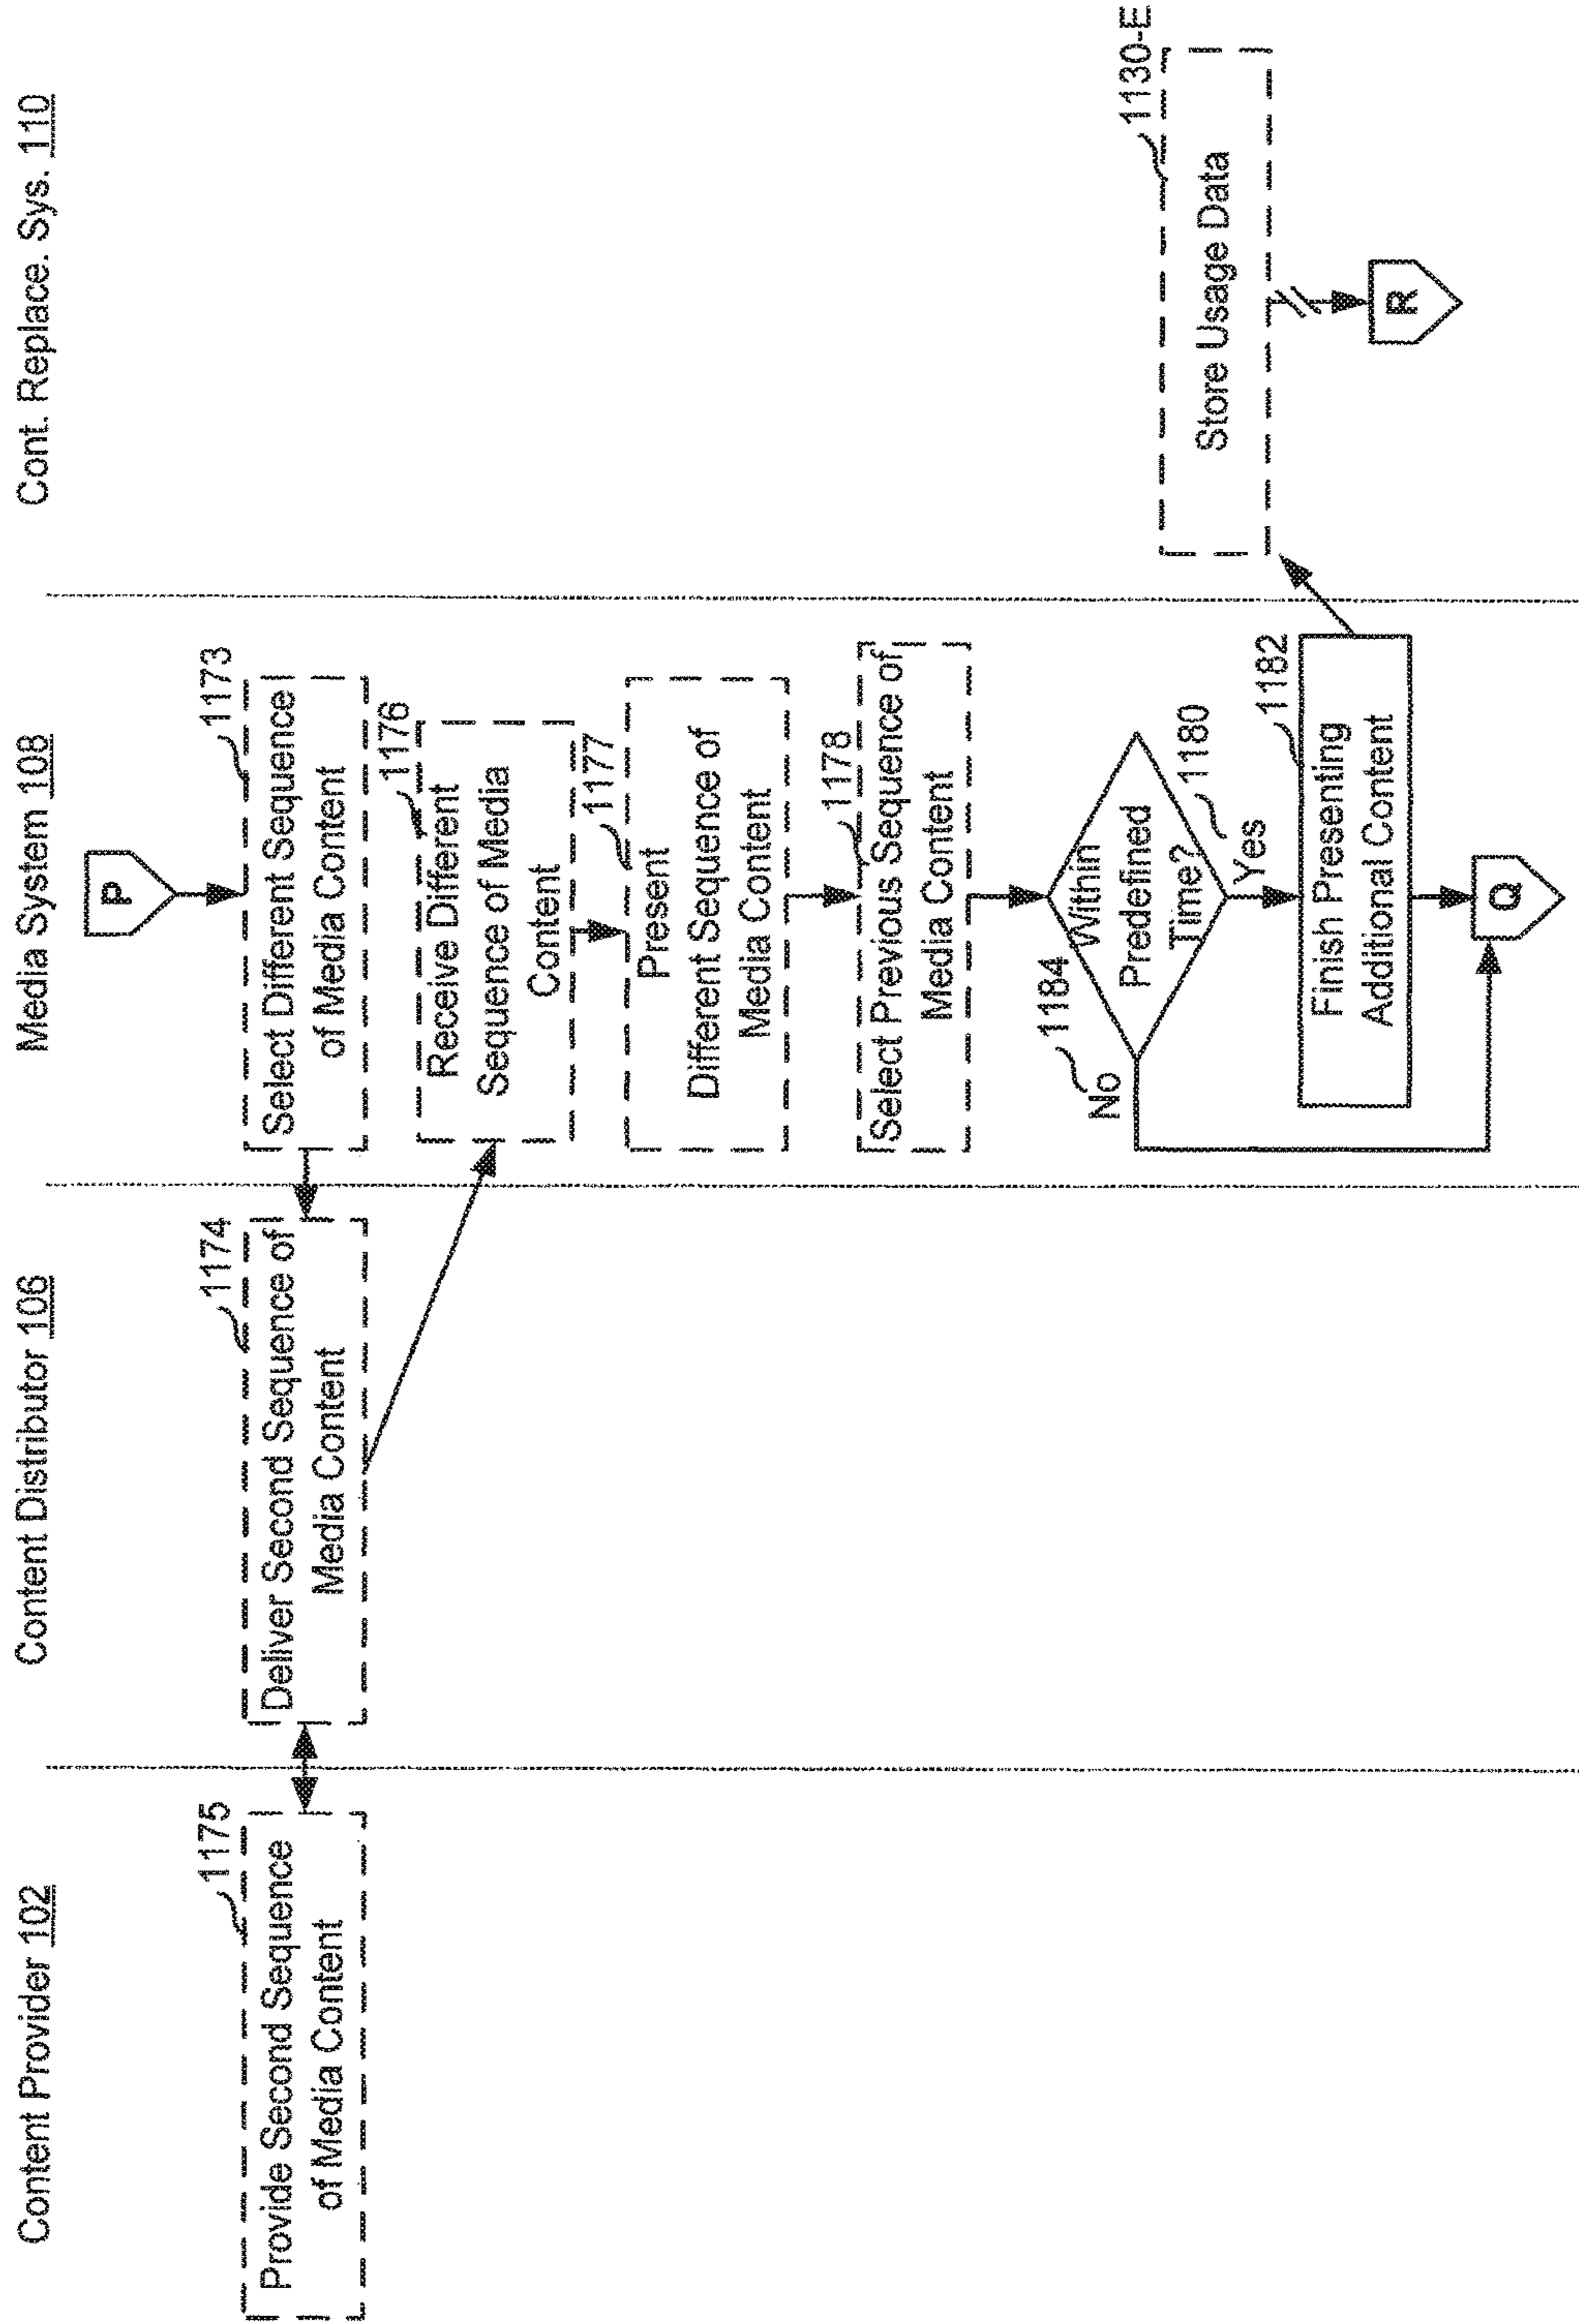 Content Provider 102
Content Distributor 106
Media System 108
Cont. Replace. Sys. 110
P
1175
Provide Second Sequence
of Media Content
1174
Deliver Second Sequence of
Media Content
1173
Select Different Sequence
of Media Content
1176
Receive Different
Sequence of Media
Content
1177
Present
Different Sequence of
Media Content
1178
Select Previous Sequence of
Media Content
1184
No
Within
Predefined
Time?
1180
Yes
1182
Finish Presenting
Additional Content
Q
1130-E
Store Usage Data
R